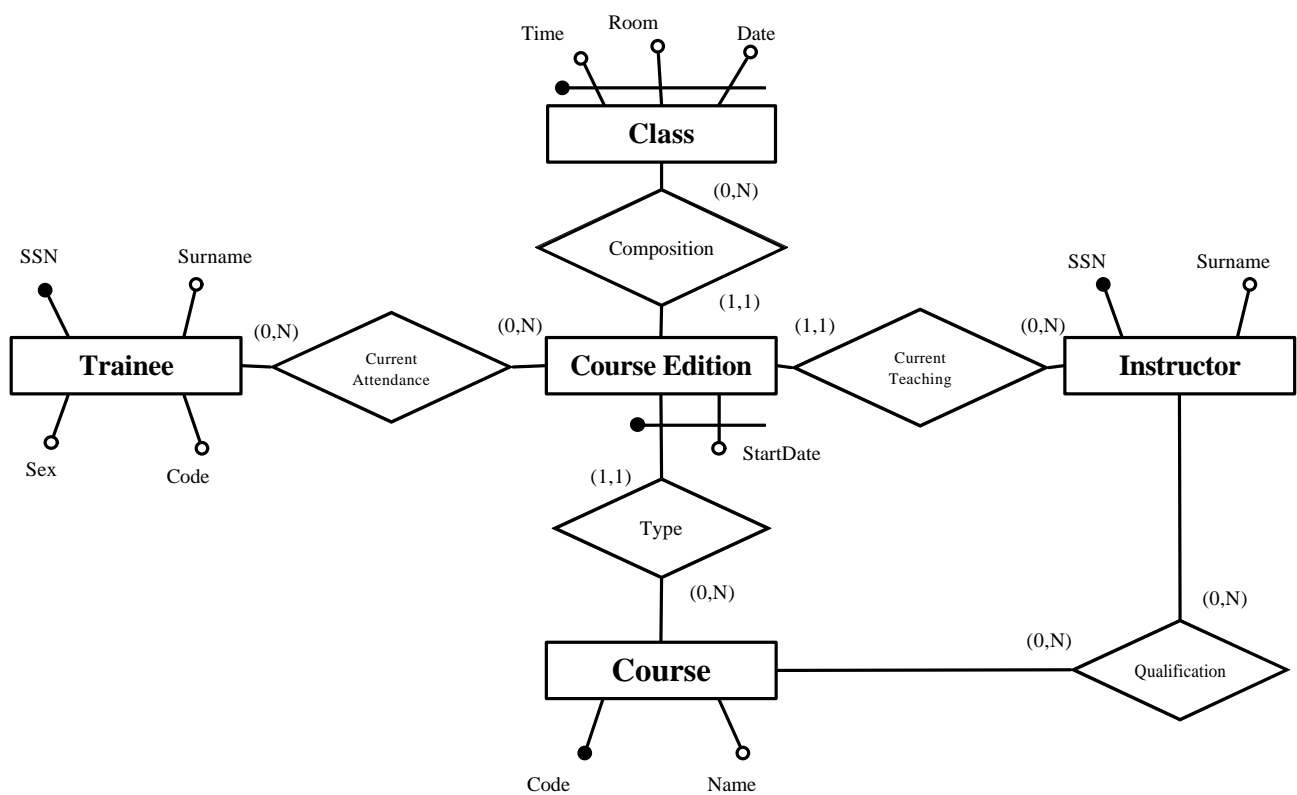 Time
Room
Date
Class
(0,N)
Composition
(1,1)
SSN
Surname
SSN
Surname
(0,N)
(0,N)
(1,1)
(0,N)
Trainee
Current
Attendance
Course Edition
Current
Teaching
Instructor
Sex
Code
StartDate
(1,1)
Type
(0,N)
(0,N)
(0,N)
Course
Qualification
Code
Name